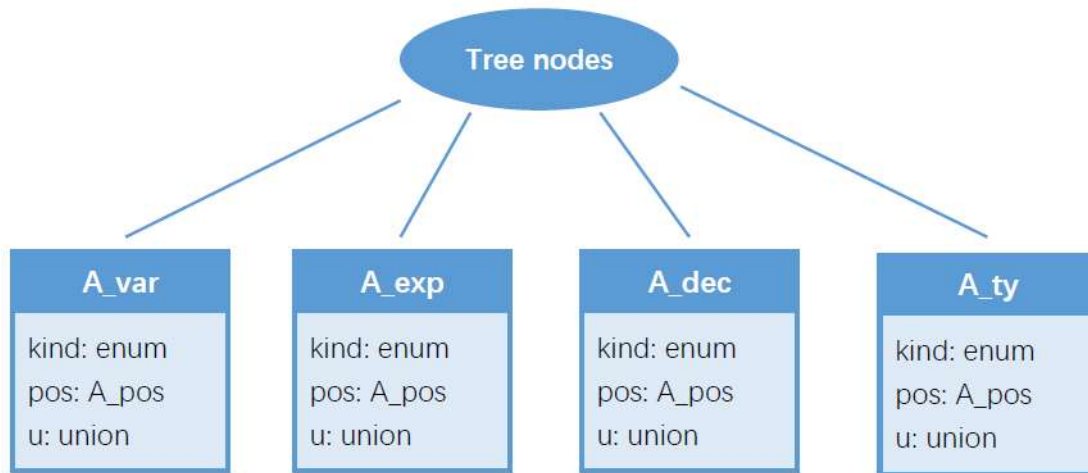 Tree nodes
A_var
kind: enum
pos: A_pos
u: union
A_exp
kind: enum
pos: A_pos
u: union
A_dec
kind: enum
pos: A_pos
u: union
A_ty
kind: enum
pos: A_pos
u: union